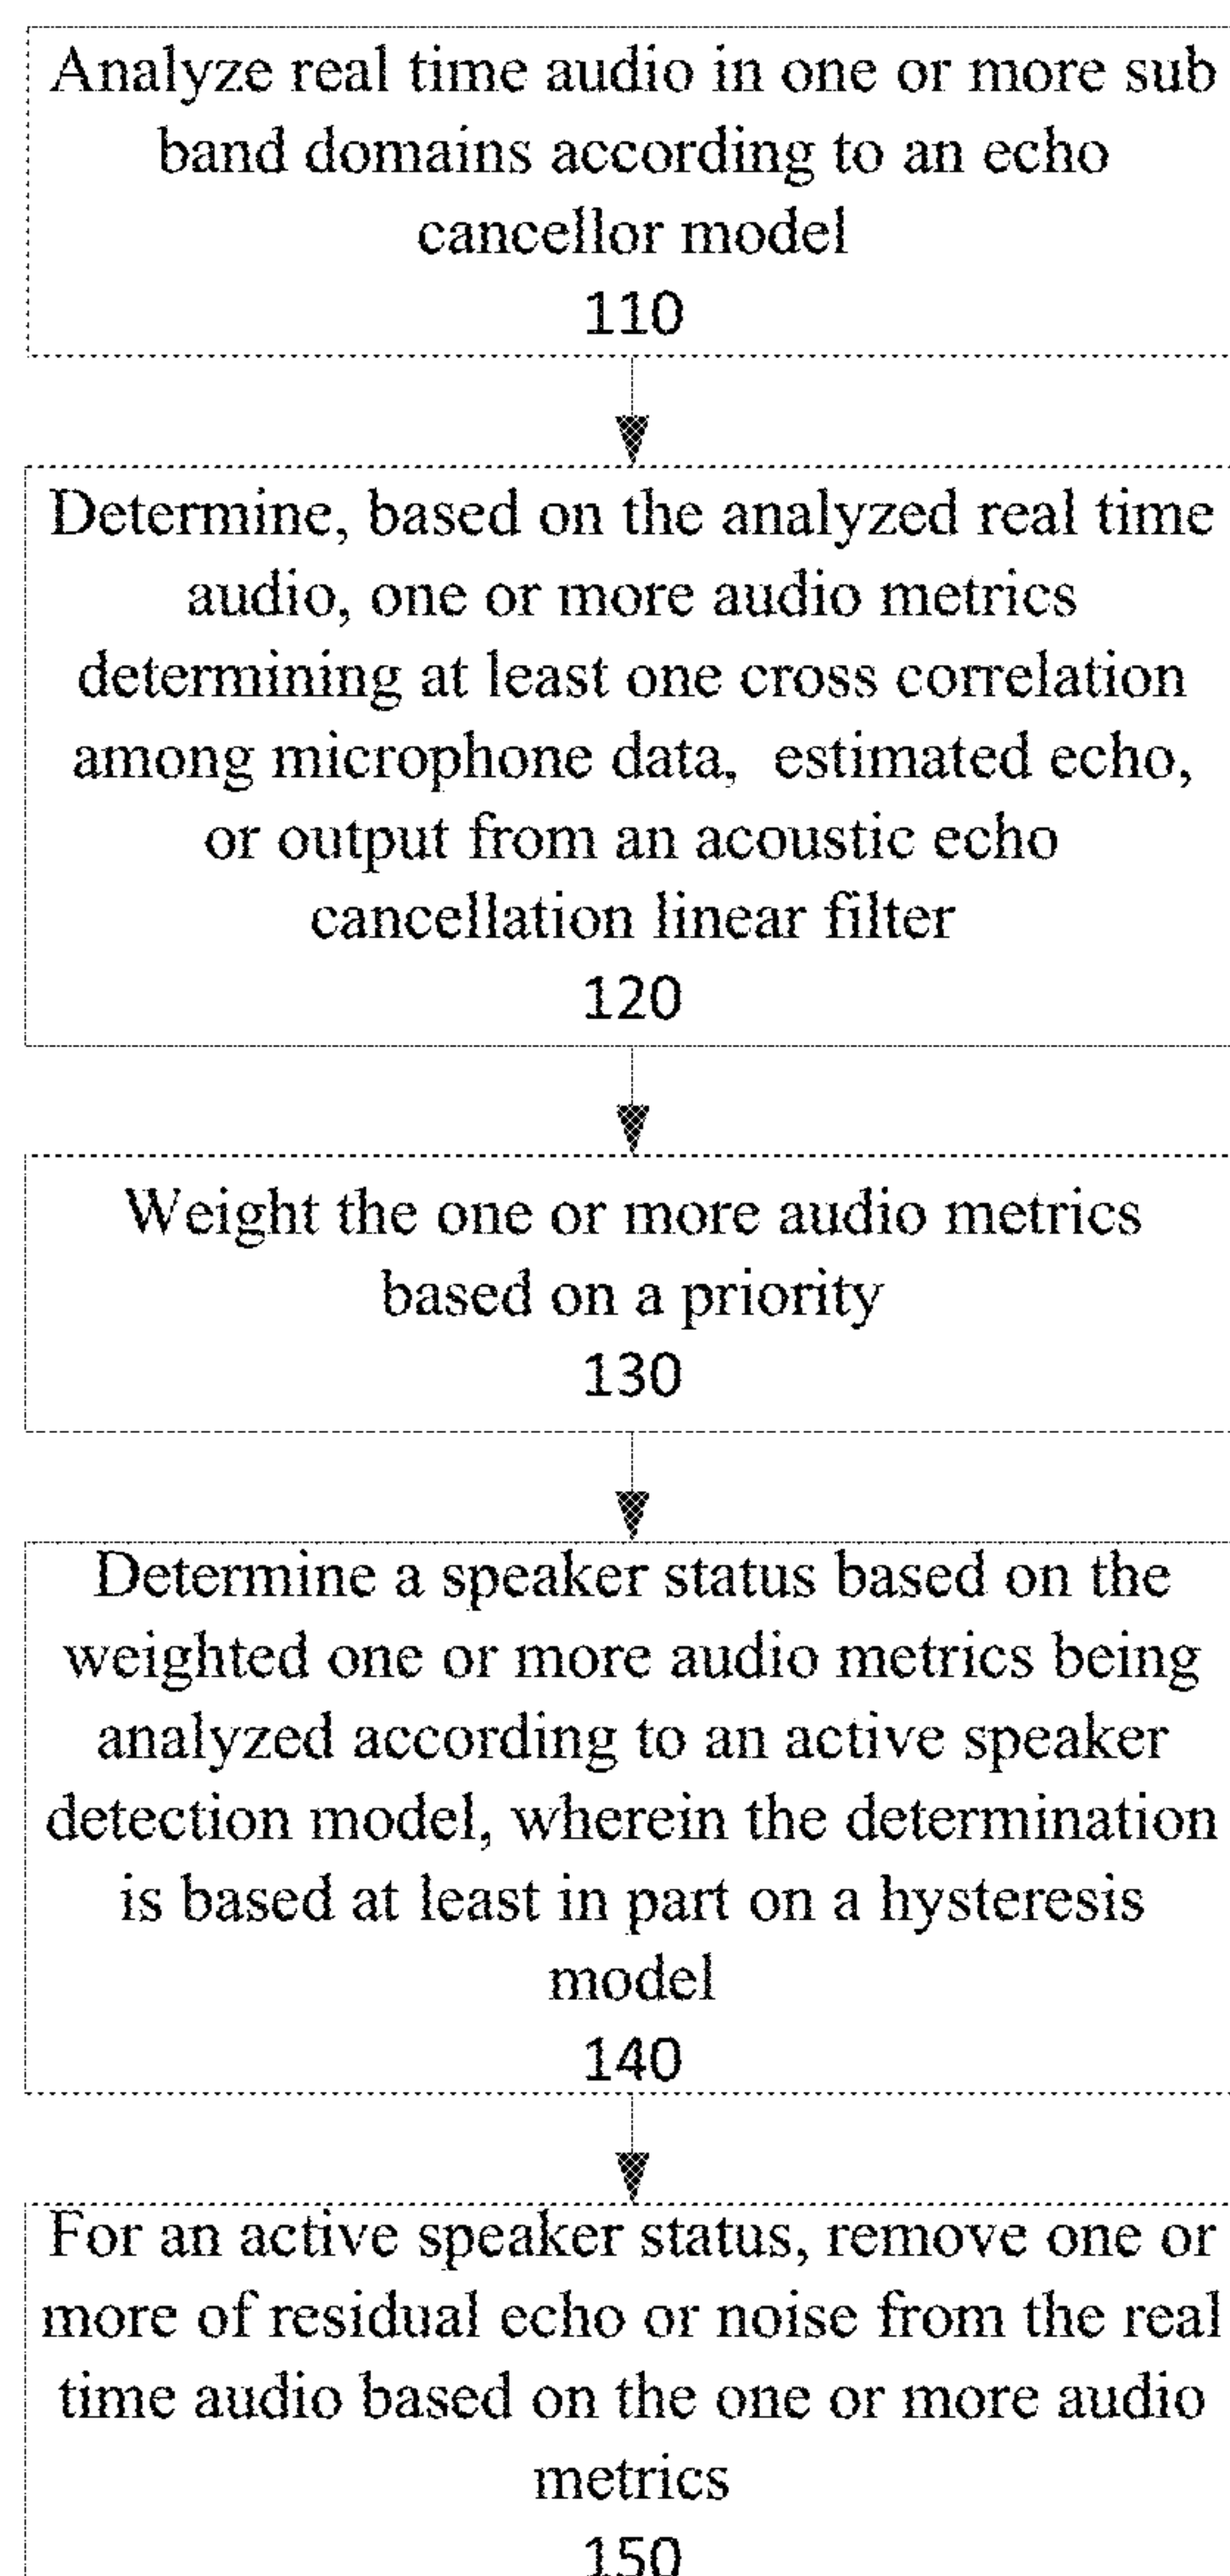 Analyze real time audio in one or more sub
band domains according to an echo
cancellor model
110
Determine, based on the analyzed real time
audio, one or more audio metrics
determining at least one cross correlation
among microphone data, estimated echo,
or output from an acoustic echo
cancellation linear filter
120
Weight the one or more audio metrics
based on a priority
130
Determine a speaker status based on the
weighted one or more audio metrics being
analyzed according to an active speaker
detection model, wherein the determination
is based at least in part on a hysteresis
model
140
For an active speaker status, remove one or
more of residual echo or noise from the real
time audio based on the one or more audio
metrics
150